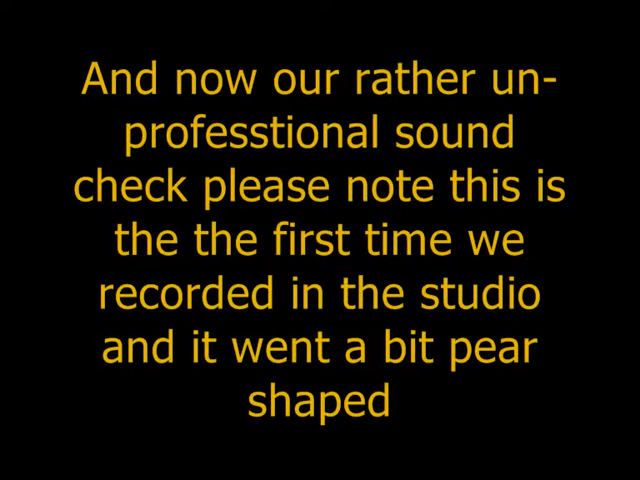 And now our rather un-
professtional sound
check please note this is
the the first time we
recorded in the studio
and it went a bit pear
shaped